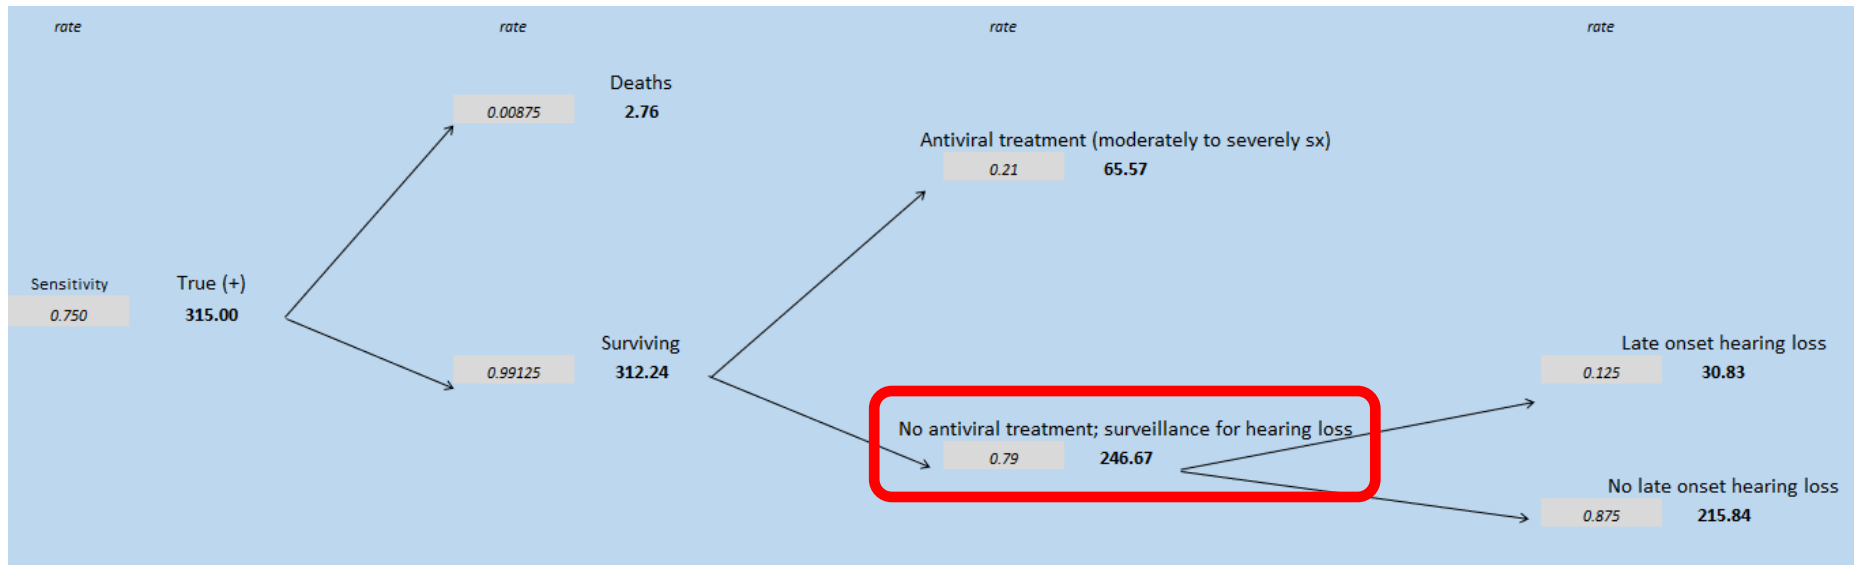 rate rate rate rate
Deaths
0.00875 2.76
Antiviral treatment (moderately to severely sx)
0.21 65.57
Sensitivity True (+)
0.750 315.00
Surviving
0.99125 312.24
Late onset hearing loss
0.125 30.83
No antiviral treatment; surveillance for hearing loss
0.79 246.67
No late onset hearing loss
0.875 215.84